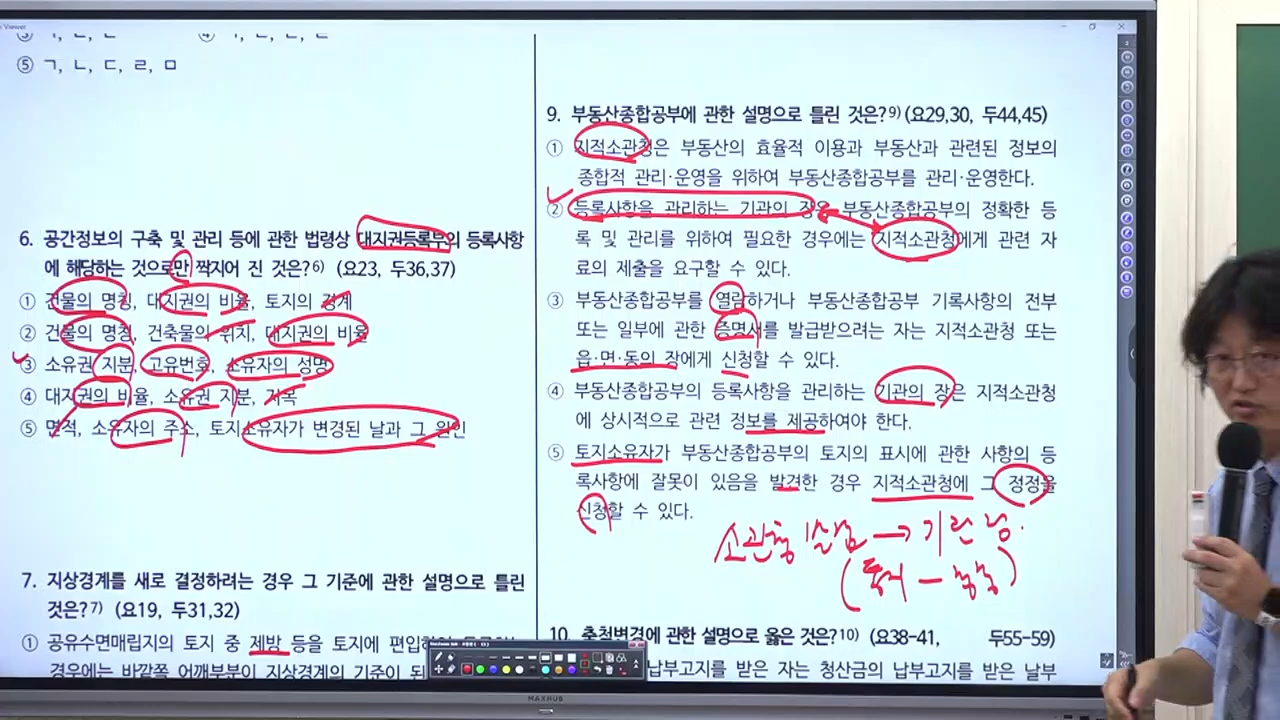 Viewer
⑤ ㄱ, ㄴ, ㄷ, ㄹ, ㅁ
6. 공간정보의 구축 및 관리 등에 관한 법령상 대지권등록부의 등록사항
에 해당하는 것으로만 짝지어 진 것은?6) (요23, 두36,37)
① 건물의 명칭, 대지권의 비율, 토지의 경계
② 건물의 명칭, 건축물의 위치, 대지권의 비율
③ 소유권 지분, 고유번호, 소유자의 성명
④ 대지권의 비율, 소유권 지분, 지목
⑤ 면적, 소유자의 주소, 토지소유자가 변경된 날과 그 원인
7. 지상경계를 새로 결정하려는 경우 그 기준에 관한 설명으로 틀린
것은?7) (요19, 두31,32)
① 공유수면매립지의 토지 중 제방 등을 토지에 편입
경우에는 바깥쪽 어깨부분이 지상경계의 기준이
9. 부동산종합공부에 관한 설명으로 틀린 것은?9) (요29,30, 두44,45)
① 지적소관청은 부동산의 효율적 이용과 부동산과 관련된 정보의
종합적 관리·운영을 위하여 부동산종합공부를 관리·운영한다.
② 등록사항을 관리하는 기관의 장은 부동산종합공부의 정확한 등
록 및 관리를 위하여 필요한 경우에는 지적소관청에게 관련 자
료의 제출을 요구할 수 있다.
③ 부동산종합공부를 열람하거나 부동산종합공부 기록사항의 전부
또는 일부에 관한 증명서를 발급받으려는 자는 지적소관청 또는
읍·면·동의 장에게 신청할 수 있다.
④ 부동산종합공부의 등록사항을 관리하는 기관의 장은 지적소관청
에 상시적으로 관련 정보를 제공하여야 한다.
⑤ 토지소유자가 부동산종합공부의 토지의 표시에 관한 사항의 등
록사항에 잘못이 있음을 발견한 경우 지적소관청에 그 정정을
신청할 수 있다.
소관청 →
10. 축척변경에 관한 설명으로 옳은 것은?10) (요38-41, 두55-59)
납부고지를 받은 자는 청산금의 납부고지를 받은 날부
MAXHUB